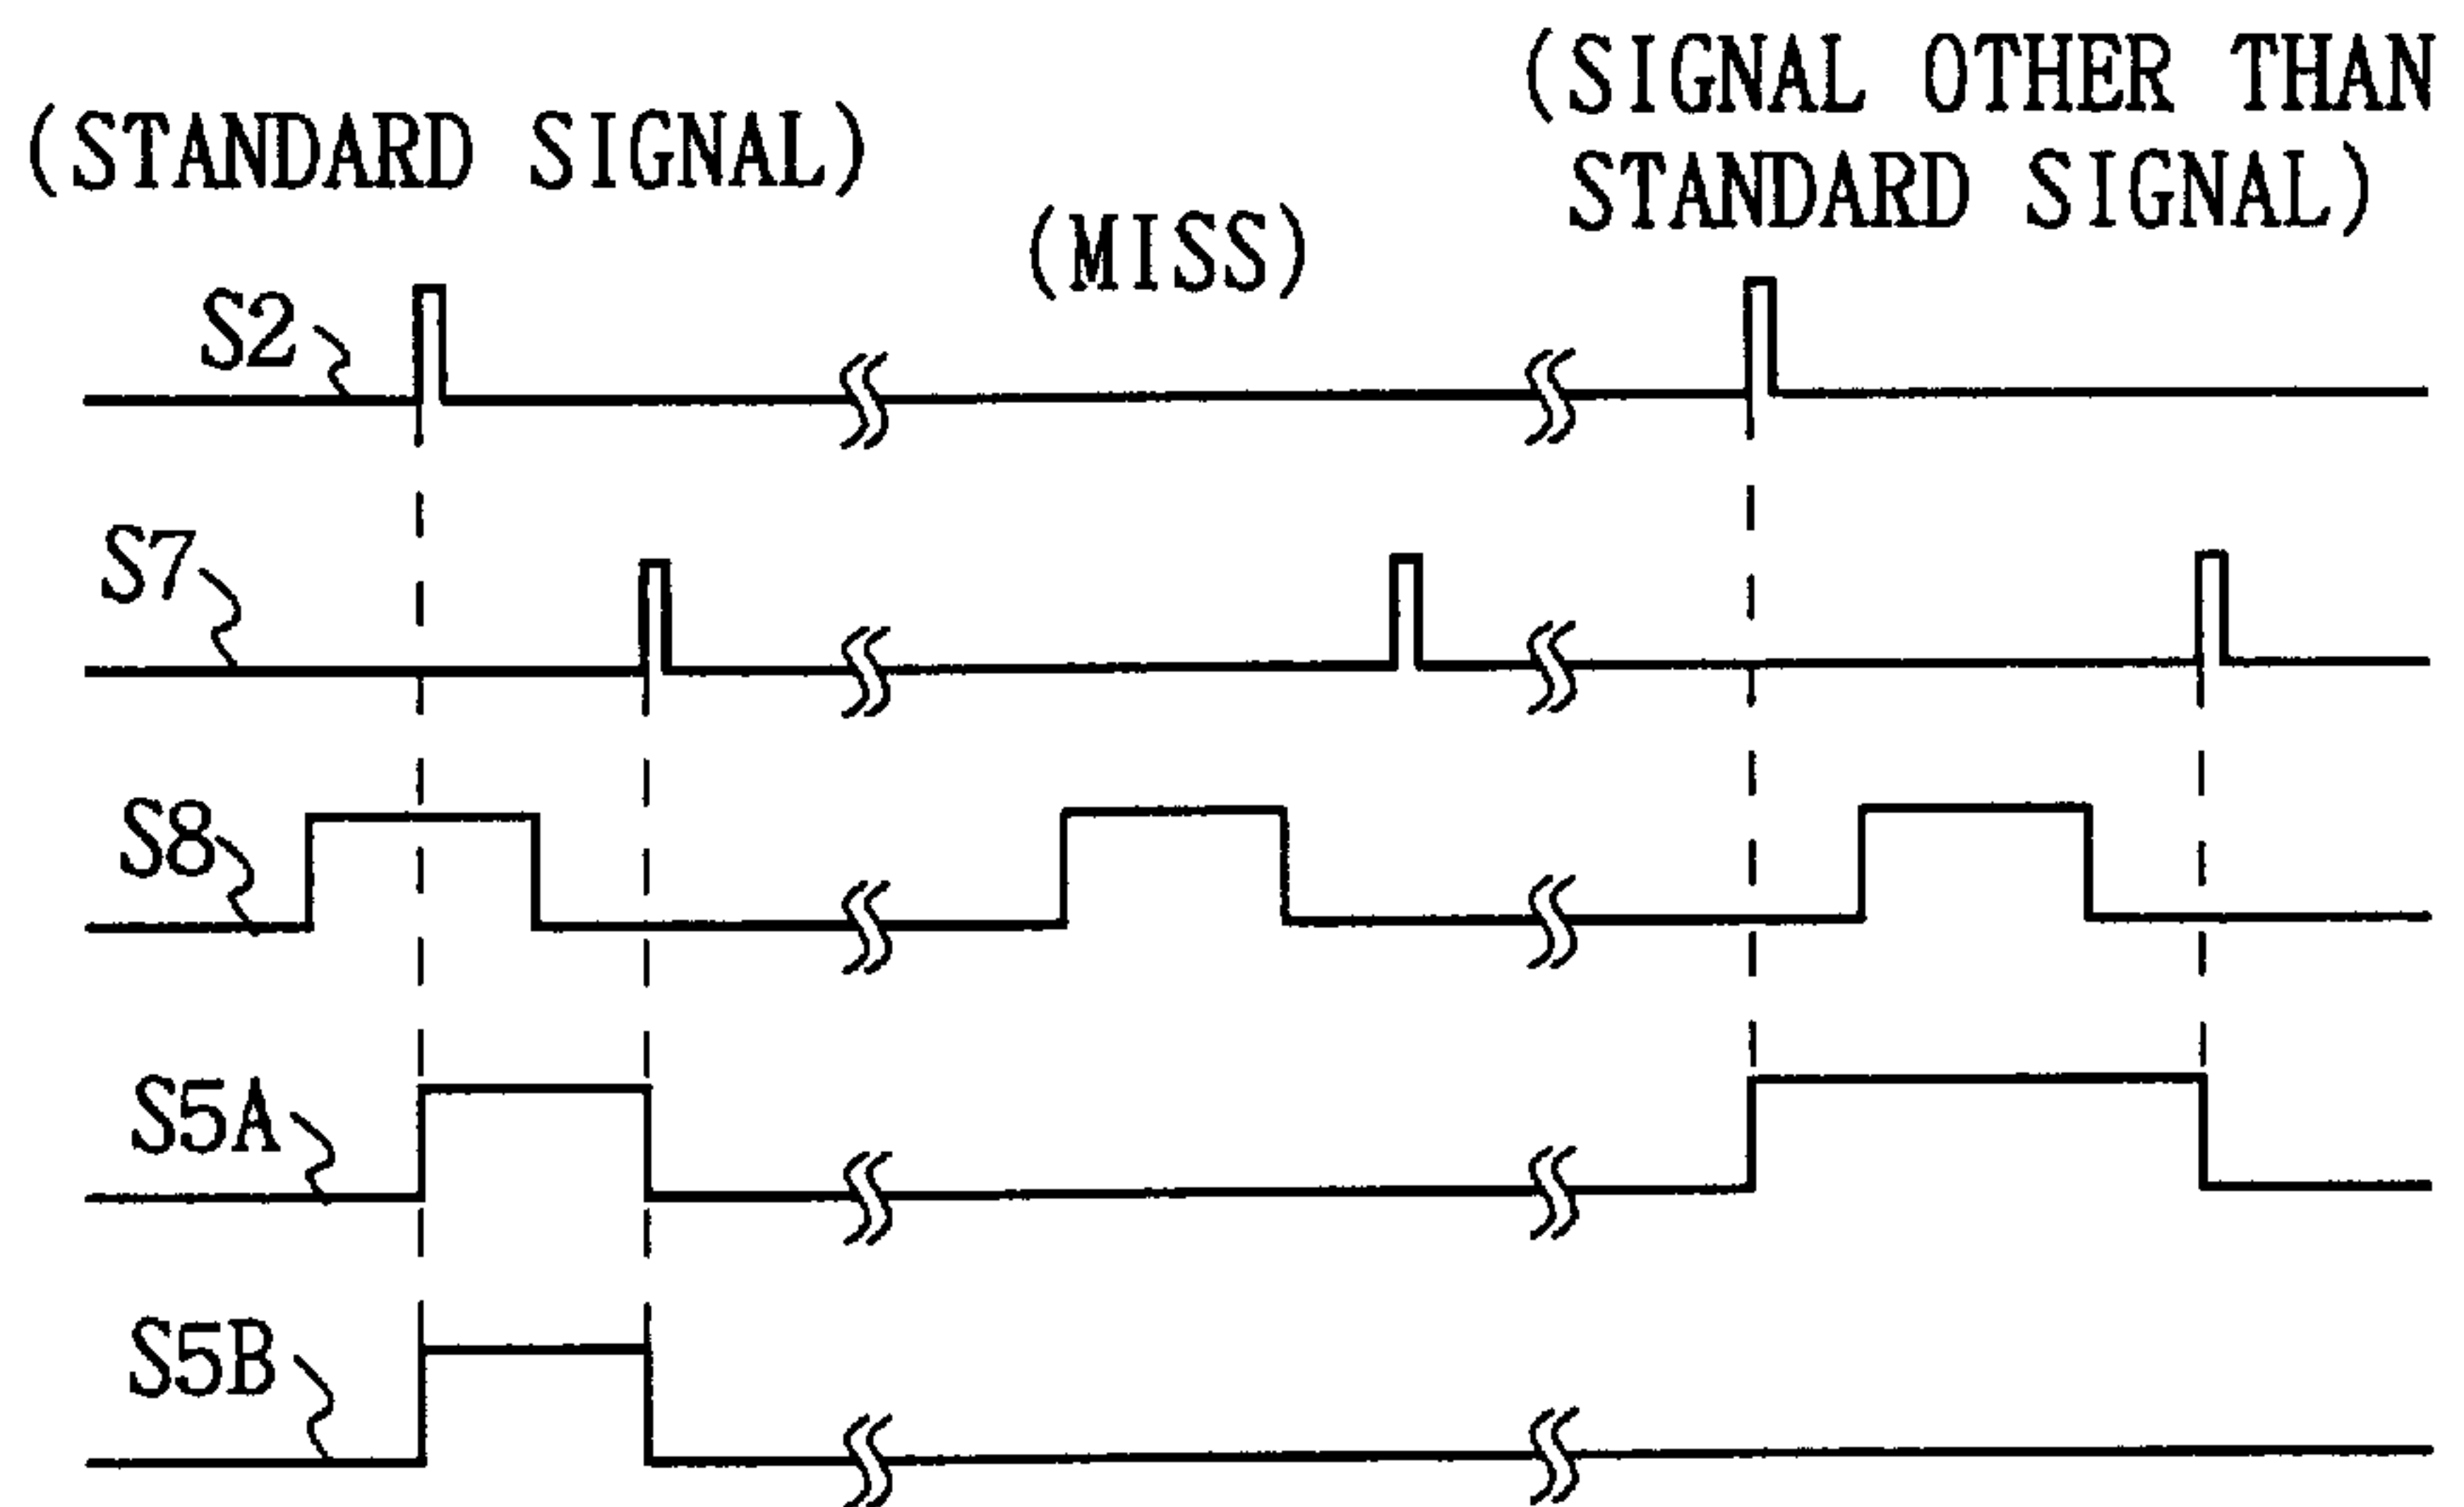 (SIGNAL OTHER THAN
STANDARD SIGNAL)
(STANDARD SIGNAL)
(MISS)
S2
S7
S8
S5A
S5B